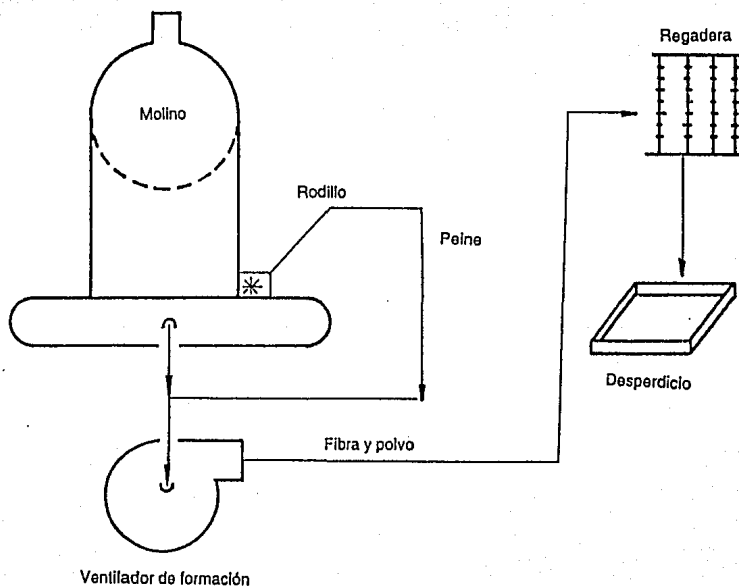 Regadera
Molino
Rodillo
Peine
Desperdicio
Fibra y polvo
Ventilador de formación